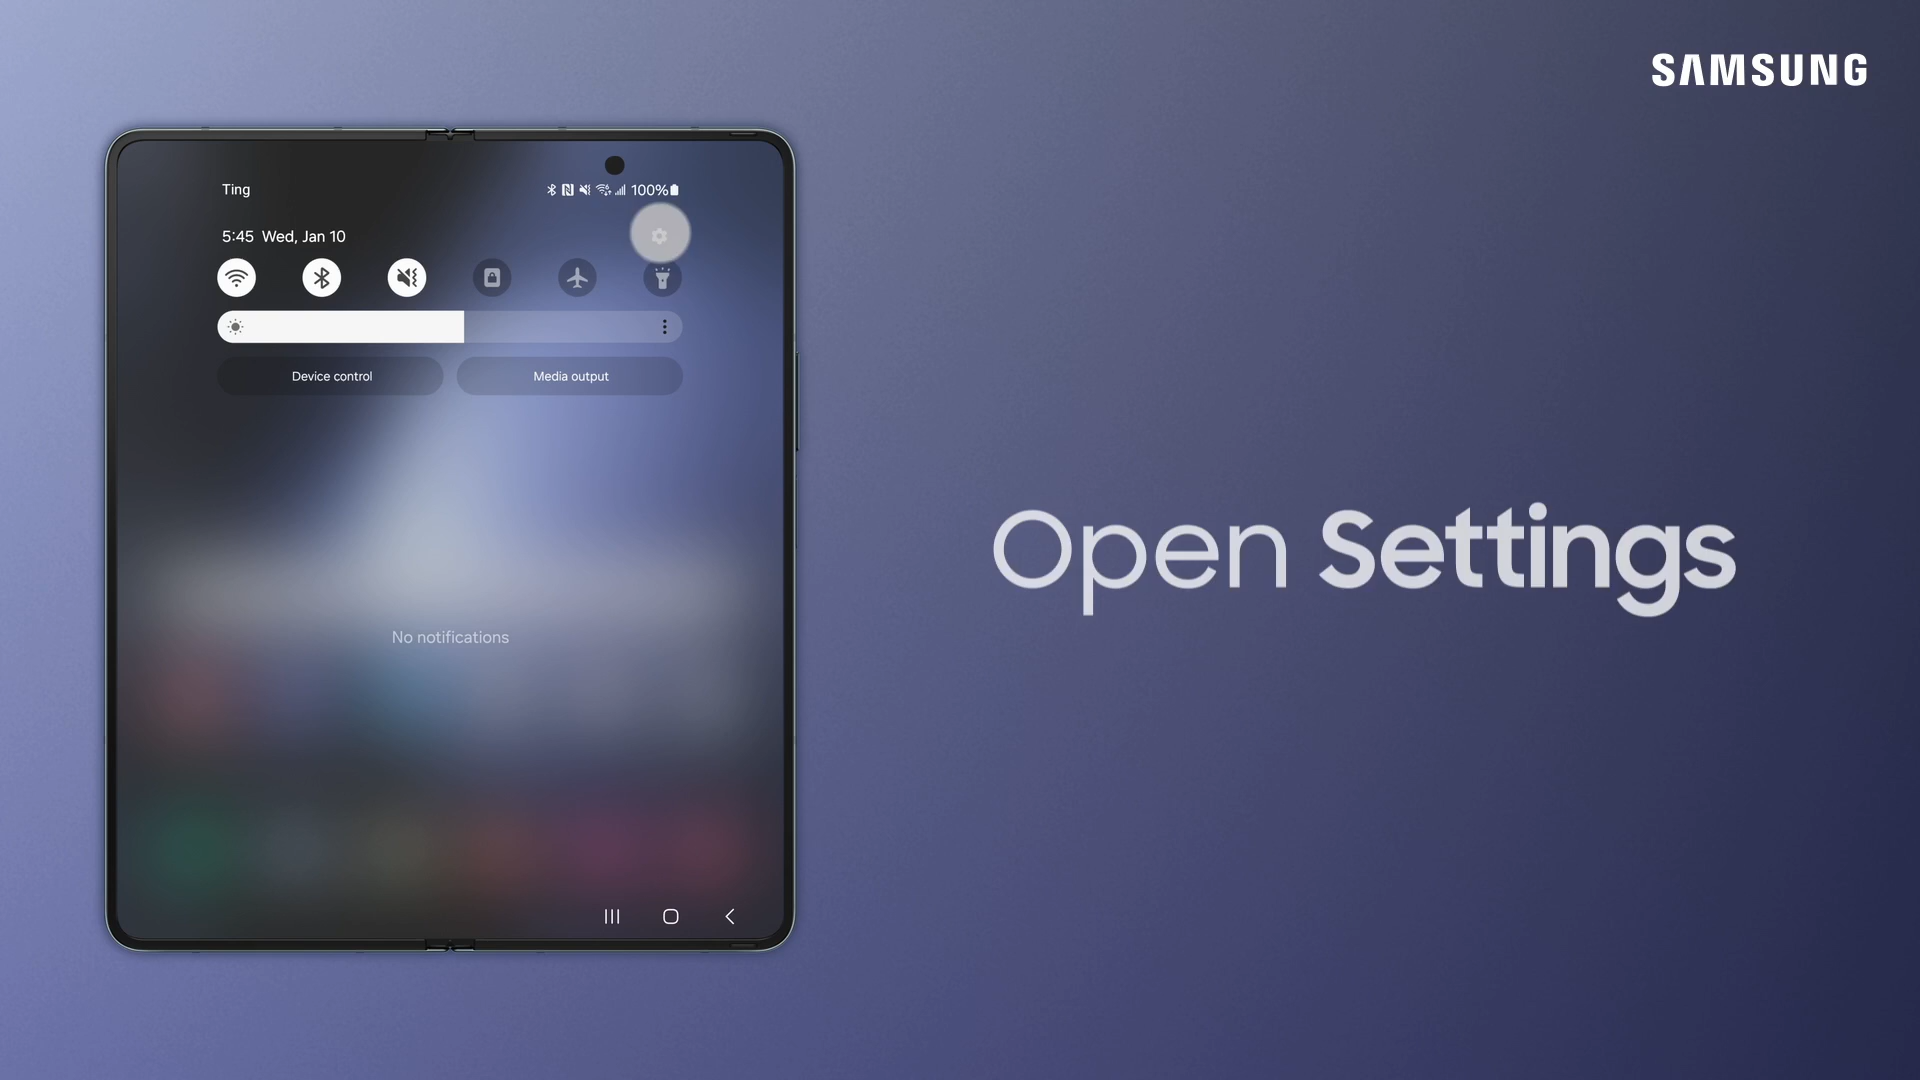 SAMSUNG
Ting
100%
5:45 Wed, Jan 10
Device control
Media output
Open Settings
No notifications